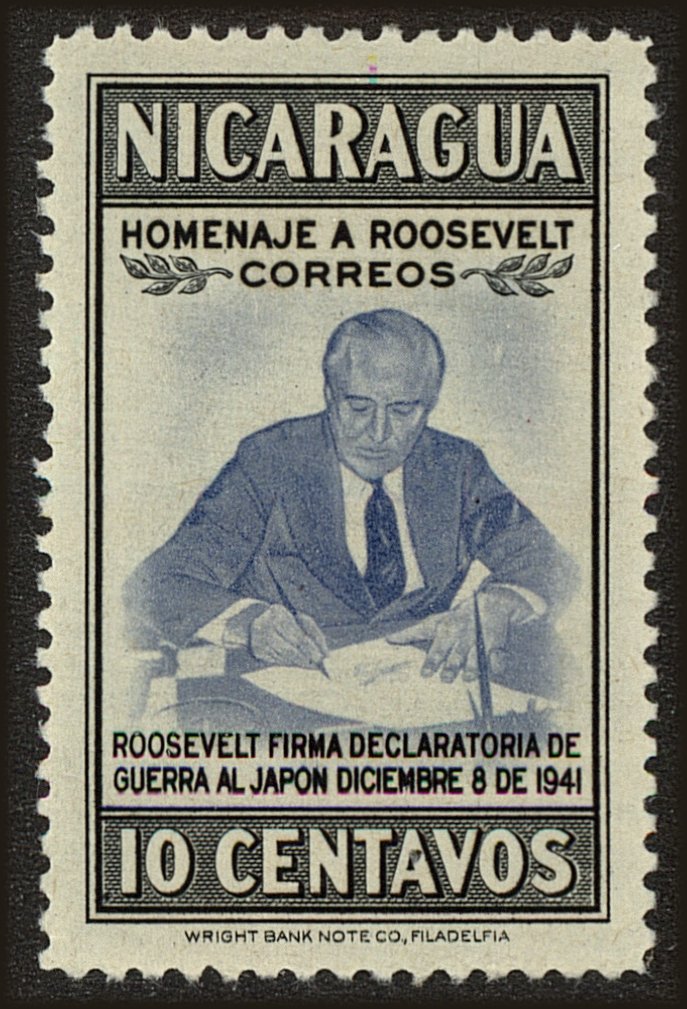 NICARAGUA
HOMENAJE A ROOSEVELT
CORREOS
ROOSEVELT FIRMA DECLARATORIA DE
GUERRA AL JAPON DICIEMBRE 8 DE 1941
10 CENTAVOS
WRIGHT BANK NOTE CO., FILADELFIA